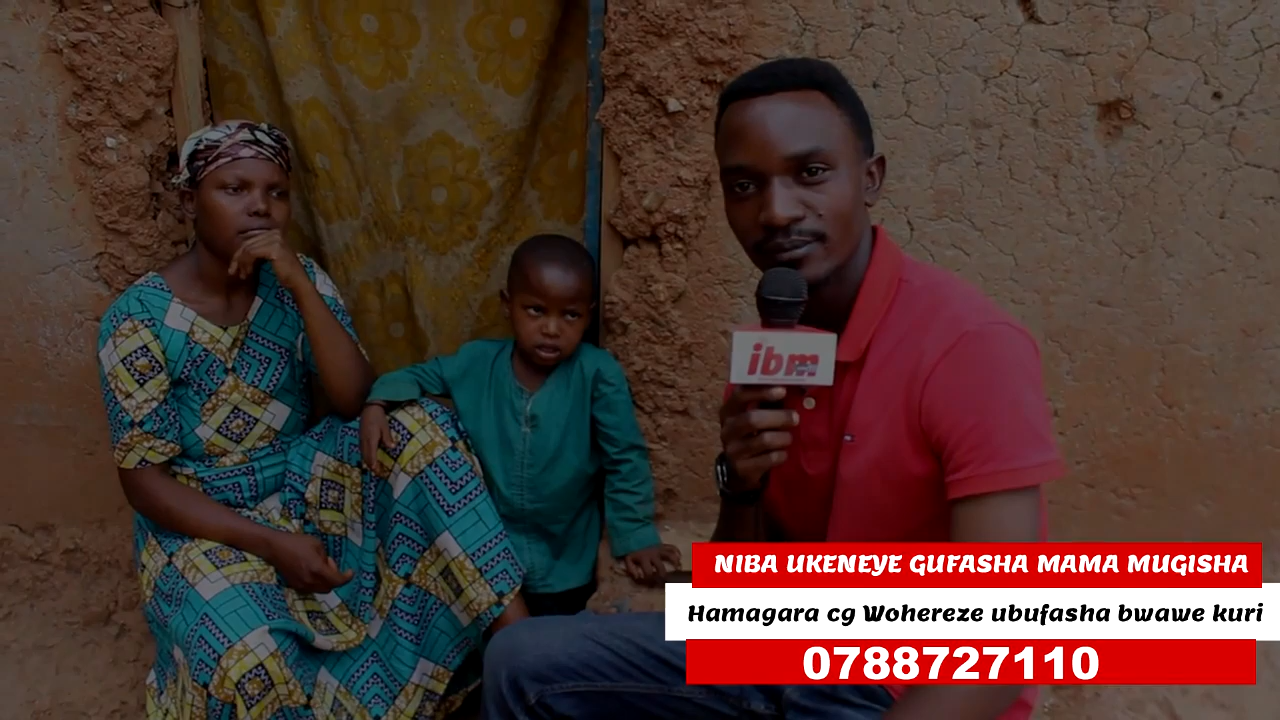 ibm
NIBA UKENEYE GUFASHA MAMA MUGISHA
Hamagara cg Wohereze ubufasha bwawe kuri
0788727110